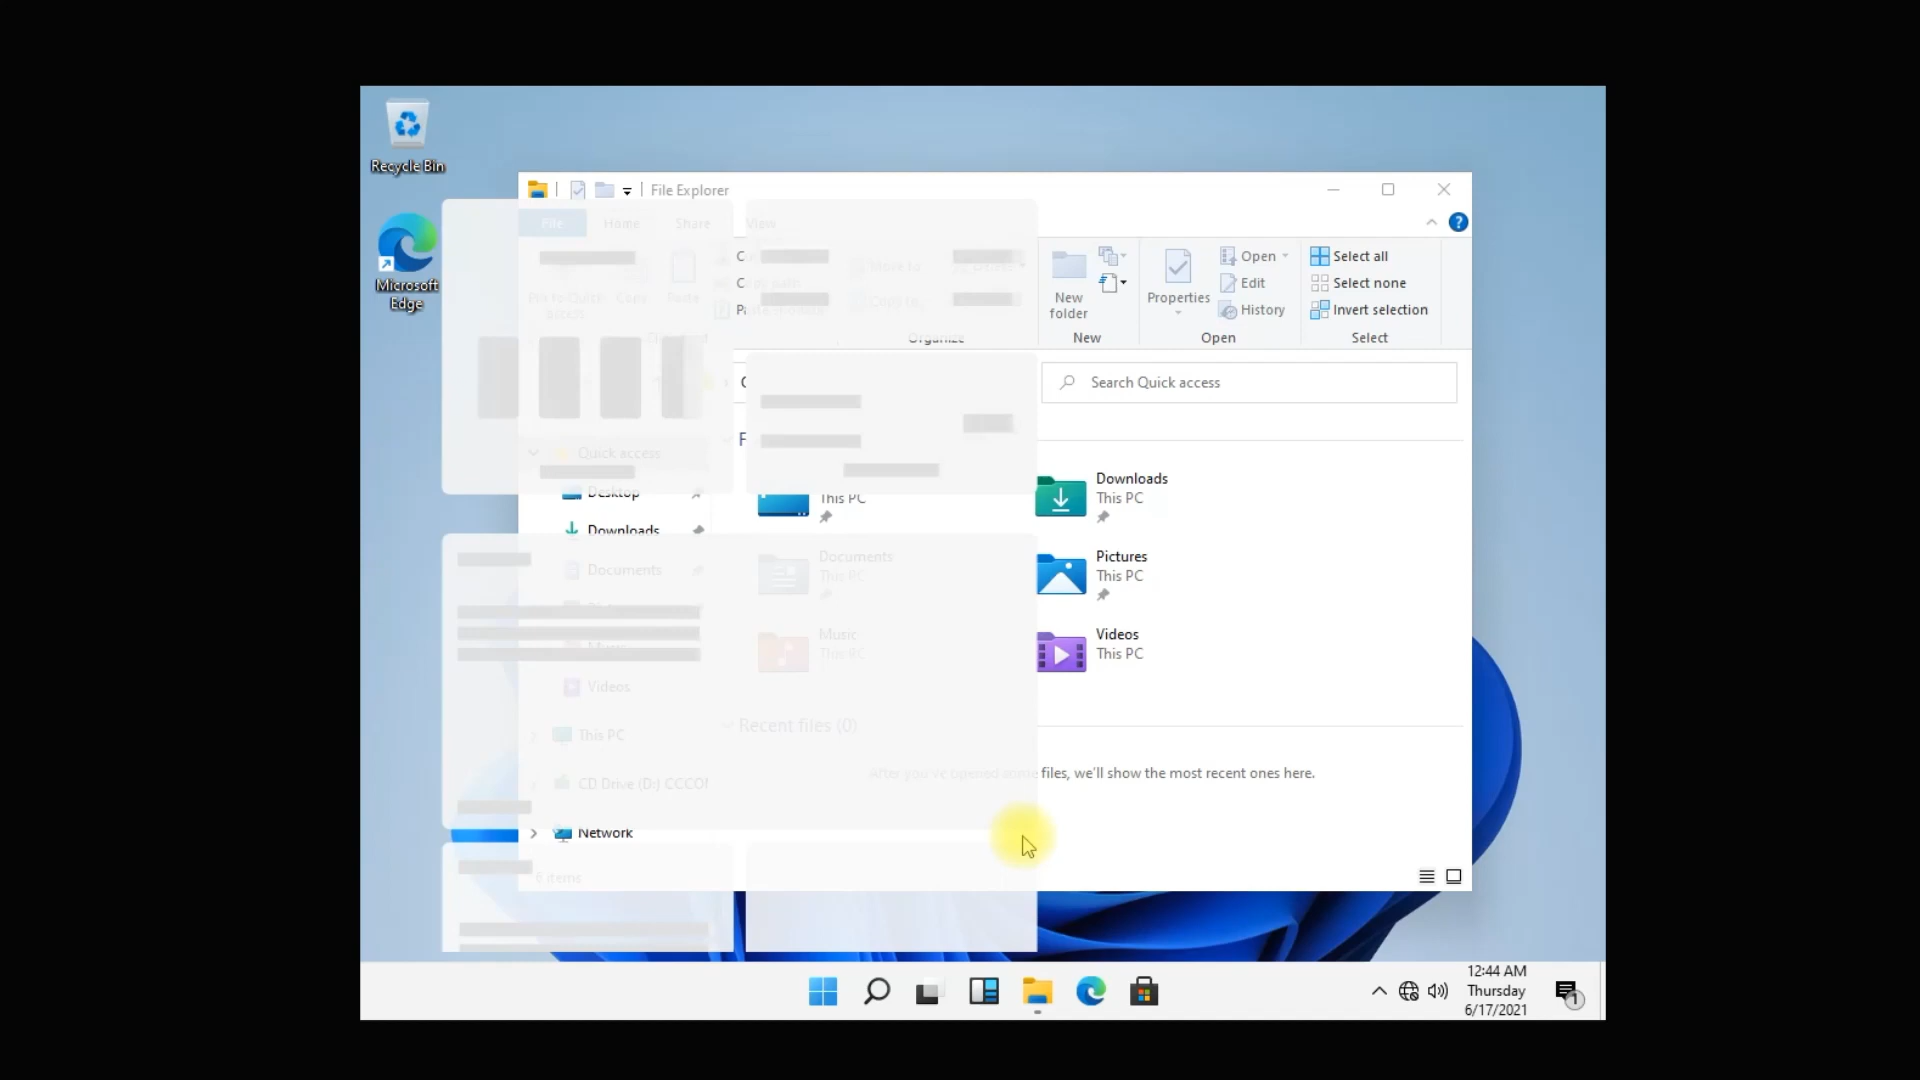 Recycle Bin
Microsoft
Edge
File Explorer
File
Home
Share
View
Open
Edit
History
New
folder
Properties
Select all
Select none
Invert selection
Organize
New
Open
Select
Search Quick access
Quick access
Desktop
Downloads
Documents
Videos
This PC
CD Drive (D:) CCCO
Network
This PC
Downloads
This PC
Documents
This PC
Pictures
This PC
Music
This PC
Videos
This PC
Recent files (0)
After you've opened some files, we'll show the most recent ones here.
6 items
12:44 AM
Thursday
6/17/2021
1